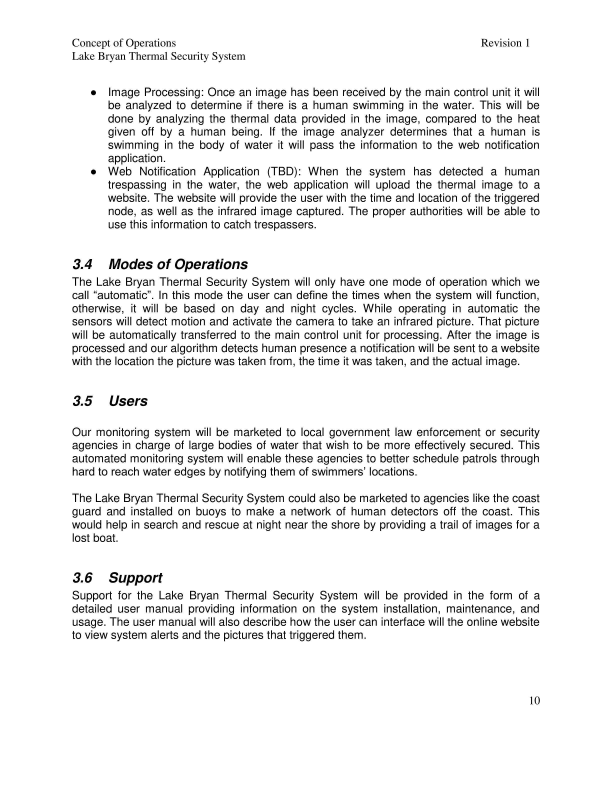 Concept of Operations Revision 1
Lake Bryan Thermal Security System
● Image Processing: Once an image has been received by the main control unit it will
be analyzed to determine if there is a human swimming in the water. This will be
done by analyzing the thermal data provided in the image, compared to the heat
given off by a human being. If the image analyzer determines that a human is
swimming in the body of water it will pass the information to the web notification
application.
● Web Notification Application (TBD): When the system has detected a human
trespassing in the water, the web application will upload the thermal image to a
website. The website will provide the user with the time and location of the triggered
node, as well as the infrared image captured. The proper authorities will be able to
use this information to catch trespassers.
3.4 Modes of Operations
The Lake Bryan Thermal Security System will only have one mode of operation which we
call “automatic”. In this mode the user can define the times when the system will function,
otherwise, it will be based on day and night cycles. While operating in automatic the
sensors will detect motion and activate the camera to take an infrared picture. That picture
will be automatically transferred to the main control unit for processing. After the image is
processed and our algorithm detects human presence a notification will be sent to a website
with the location the picture was taken from, the time it was taken, and the actual image.
3.5 Users
Our monitoring system will be marketed to local government law enforcement or security
agencies in charge of large bodies of water that wish to be more effectively secured. This
automated monitoring system will enable these agencies to better schedule patrols through
hard to reach water edges by notifying them of swimmers’ locations.
The Lake Bryan Thermal Security System could also be marketed to agencies like the coast
guard and installed on buoys to make a network of human detectors off the coast. This
would help in search and rescue at night near the shore by providing a trail of images for a
lost boat.
3.6 Support
Support for the Lake Bryan Thermal Security System will be provided in the form of a
detailed user manual providing information on the system installation, maintenance, and
usage. The user manual will also describe how the user can interface will the online website
to view system alerts and the pictures that triggered them.
10